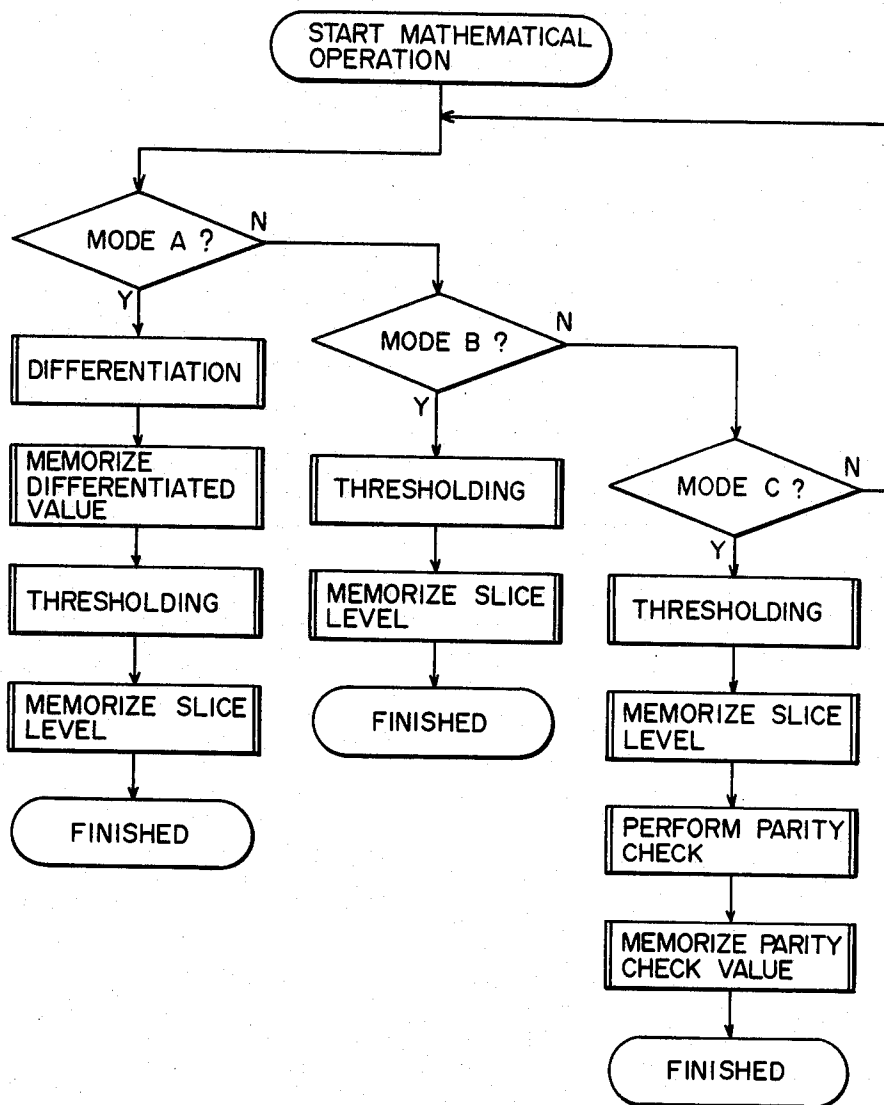 START MATHEMATICAL
OPERATION
MODE A ?
N
Y
DIFFERENTIATION
MEMORIZE
DIFFERENTIATED
VALUE
THRESHOLDING
MEMORIZE SLICE
LEVEL
FINISHED
MODE B ?
N
Y
THRESHOLDING
MEMORIZE SLICE
LEVEL
FINISHED
MODE C ?
N
Y
THRESHOLDING
MEMORIZE SLICE
LEVEL
PERFORM PARITY
CHECK
MEMORIZE PARITY
CHECK VALUE
FINISHED